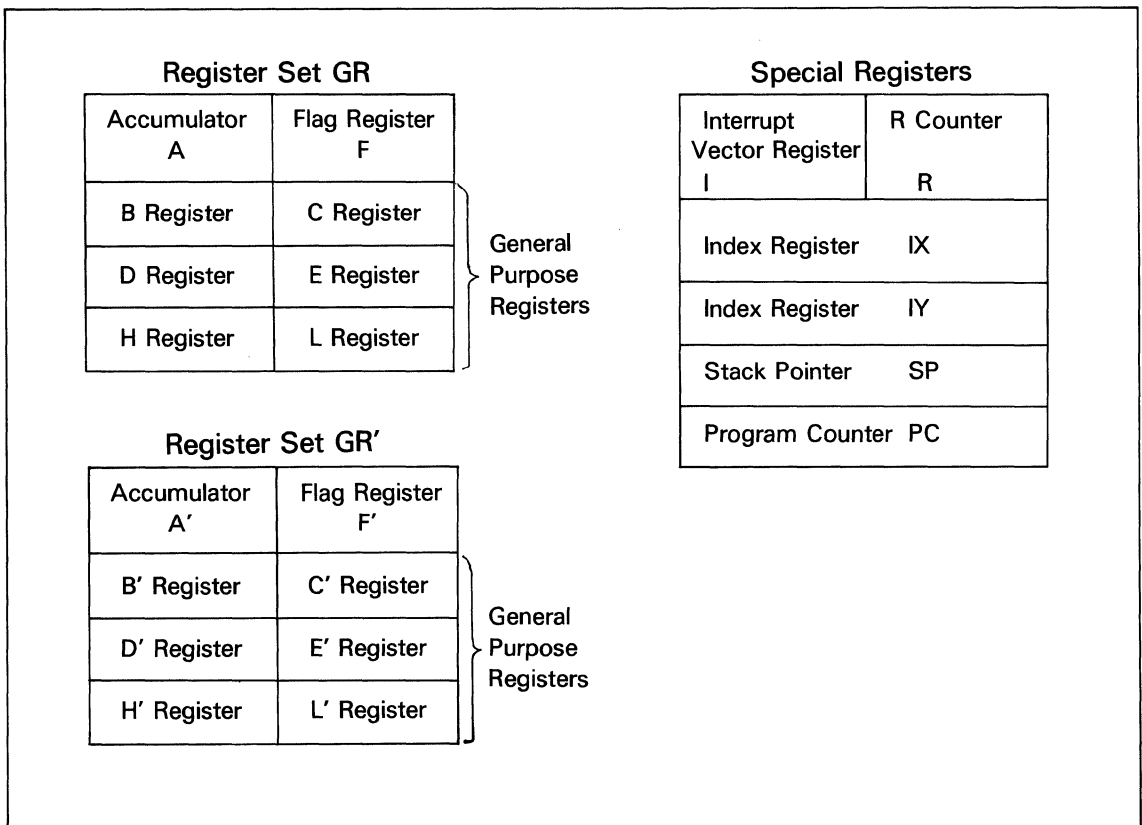 Register Set GR
Accumulator
A
Flag Register
F
B Register
C Register
D Register
E Register
H Register
L Register
General
Purpose
Registers
Register Set GR′
Accumulator
A′
Flag Register
F′
B′ Register
C′ Register
D′ Register
E′ Register
H′ Register
L′ Register
General
Purpose
Registers
Special Registers
Interrupt
Vector Register
I
R Counter
R
Index Register IX
Index Register IY
Stack Pointer SP
Program Counter PC